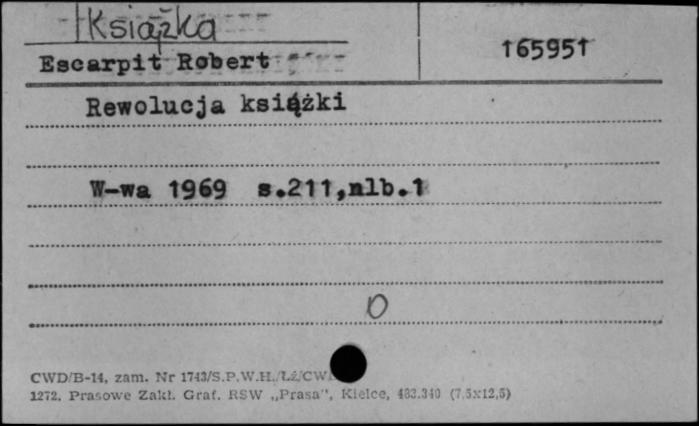 Książka
Escarpit Robert
165951
Rewolucja książki
W-wa 1969 s.211,nlb.1
O
CWD/B-14, zam. Nr 1743/S.P.W.H./Łź/CW
1272. Prasowe Zakł. Graf. RSW „Prasa”, Kielce, 483.340 (7,5x12,5)